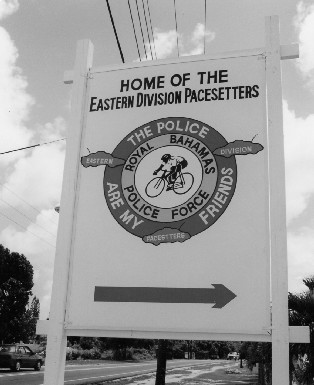 HOME OF THE
EASTERN DIVISION PACESETTERS
THE POLICE
ARE MY FRIENDS
ROYAL BAHAMAS
POLICE FORCE
EASTERN
DIVISION
PACESETTERS